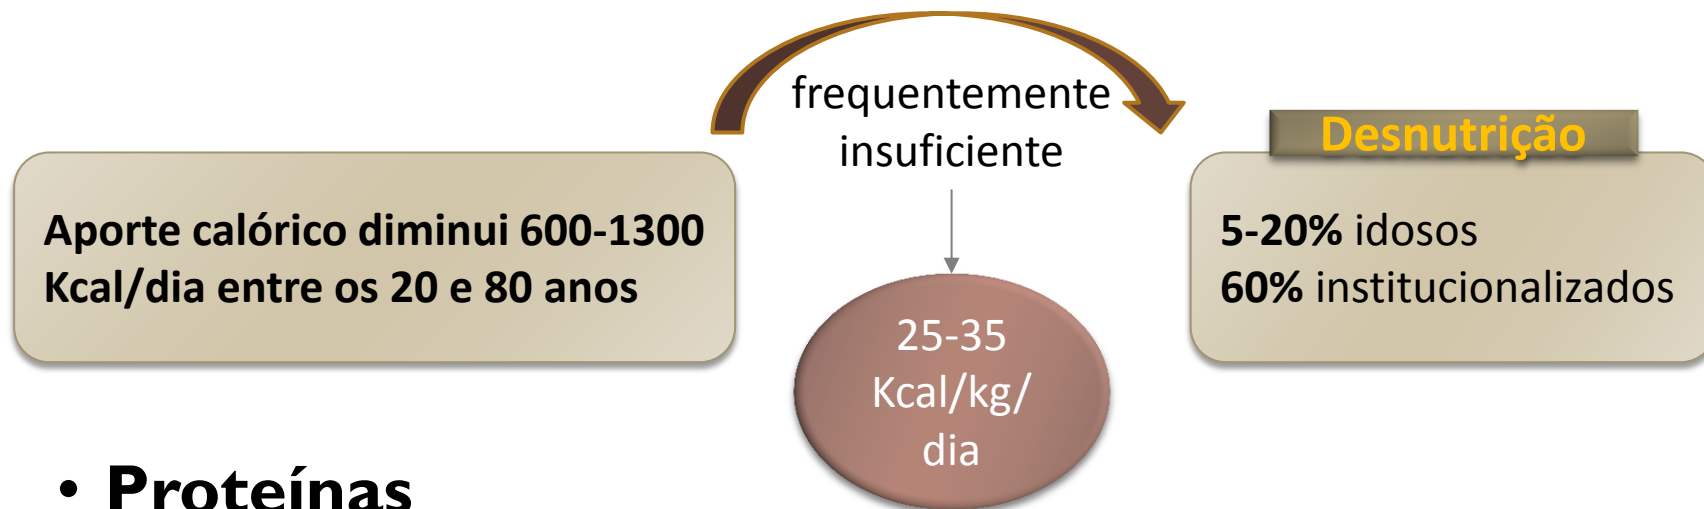 frequentemente
insuficiente
Desnutrição
Aporte calórico diminui 600-1300
Kcal/dia entre os 20 e 80 anos
5-20% idosos
60% institucionalizados
25-35
Kcal/kg/
dia
• Proteínas